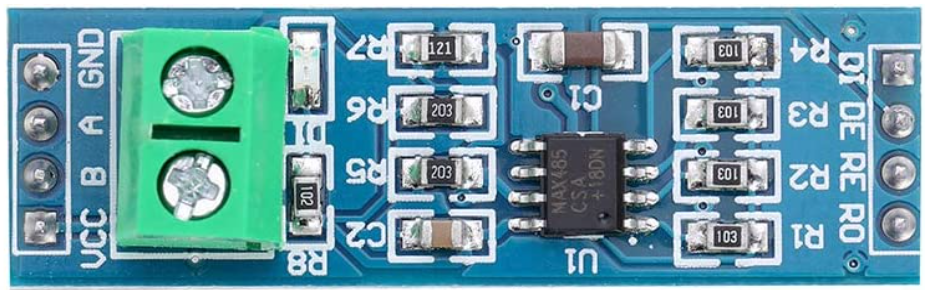 GND
A
B
VCC
D1
R8
R7
121
R6
203
R5
203
C2
102
C1
MAX485
CSA
+18DN
U1
103
R4
103
R3
103
R2
103
R1
DI
DE
RE
RO